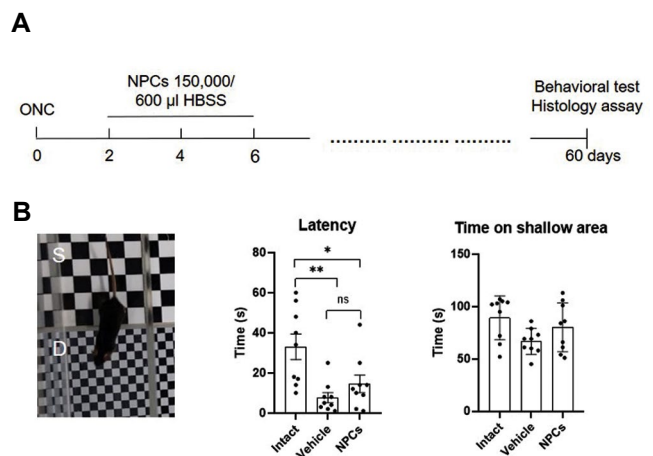 A
NPCs 150,000/
600 µl HBSS
Behavioral test
Histology assay
ONC
0
2
4
6
60 days
B
S
D
Latency
80
60
40
20
0
Time (s)
*
**
ns
Intact
Vehicle
NPCs
Time on shallow area
150
100
50
0
Time (s)
Intact
Vehicle
NPCs